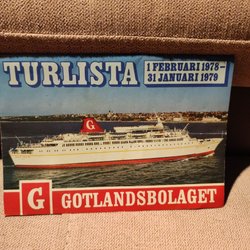 TURLISTA
1 FEBRUARI 1978–
31 JANUARI 1979
G
G GOTLANDSBOLAGET